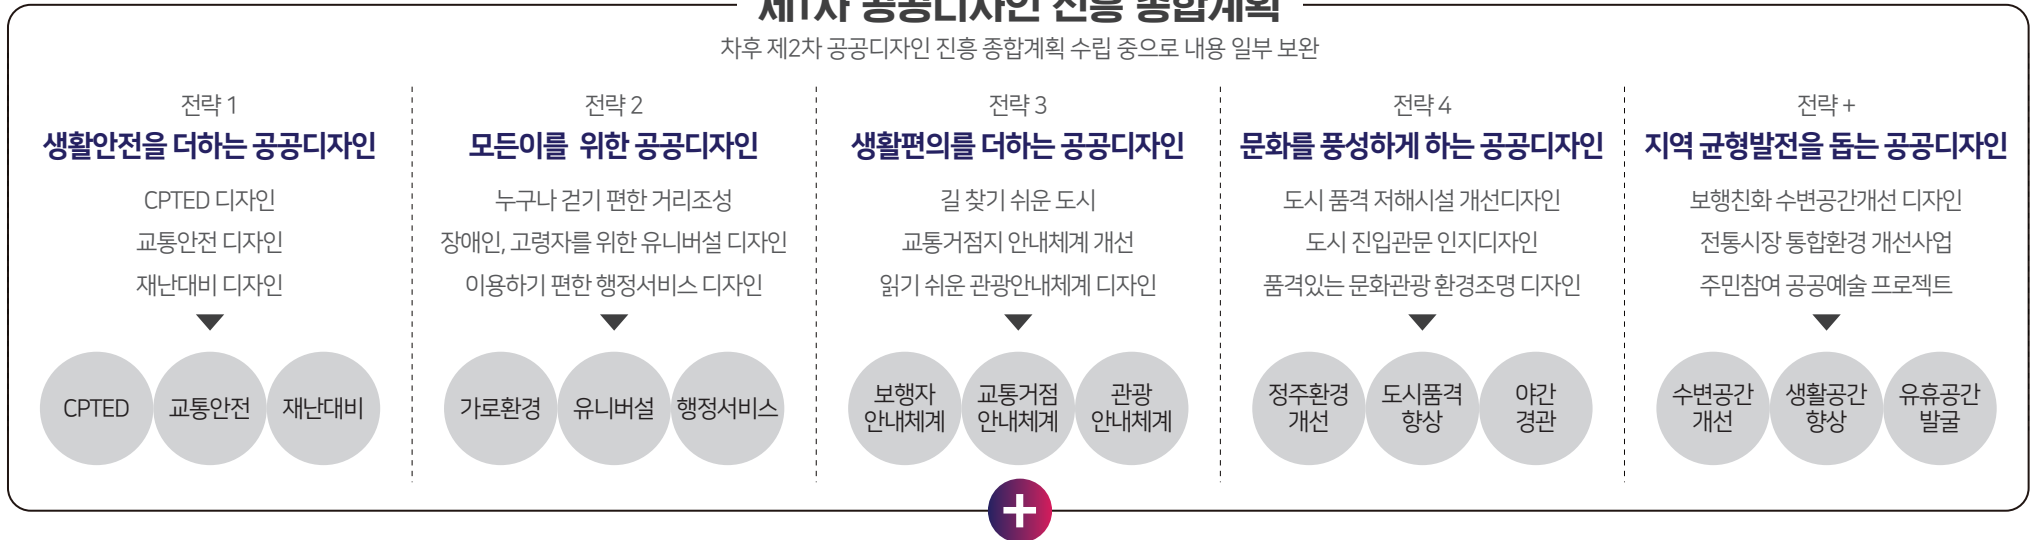 제1차 공공디자인 진흥 종합계획
차후 제2차 공공디자인 진흥 종합계획 수립 중으로 내용 일부 보완
전략 1
생활안전을 더하는 공공디자인
CPTED 디자인
교통안전 디자인
재난대비 디자인
CPTED
교통안전
재난대비
전략 2
모든이를 위한 공공디자인
누구나 걷기 편한 거리조성
장애인, 고령자를 위한 유니버설 디자인
이용하기 편한 행정서비스 디자인
가로환경
유니버설
행정서비스
전략 3
생활편의를 더하는 공공디자인
길 찾기 쉬운 도시
교통거점지 안내체계 개선
읽기 쉬운 관광안내체계 디자인
보행자
안내체계
교통거점
안내체계
관광
안내체계
전략 4
문화를 풍성하게 하는 공공디자인
도시 품격 저해시설 개선디자인
도시 진입관문 인지디자인
품격있는 문화관광 환경조명 디자인
정주환경
개선
도시품격
향상
야간
경관
전략 +
지역 균형발전을 돕는 공공디자인
보행친화 수변공간개선 디자인
전통시장 통합환경 개선사업
주민참여 공공예술 프로젝트
수변공간
개선
생활공간
향상
유휴공간
발굴
+